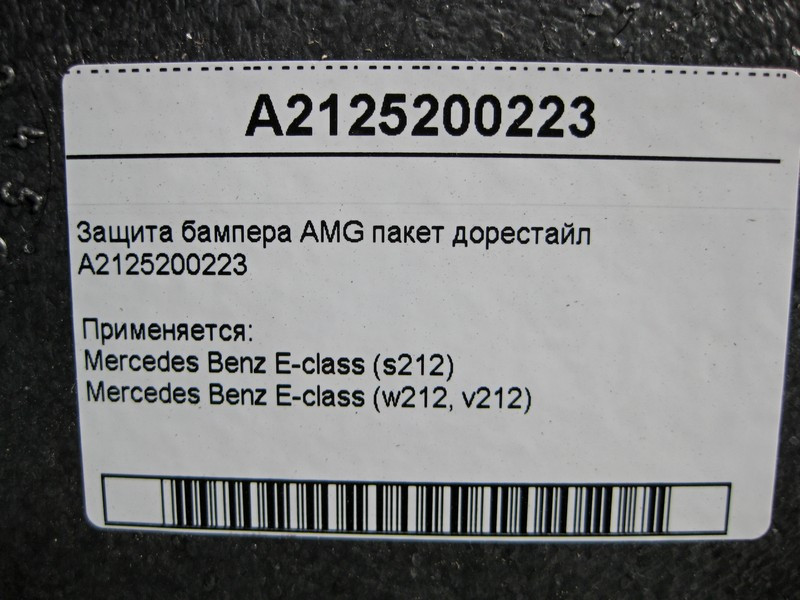 A2125200223
Защита бампера AMG пакет дорестайл
A2125200223
Применяется:
Mercedes Benz E-class (s212)
Mercedes Benz E-class (w212, v212)